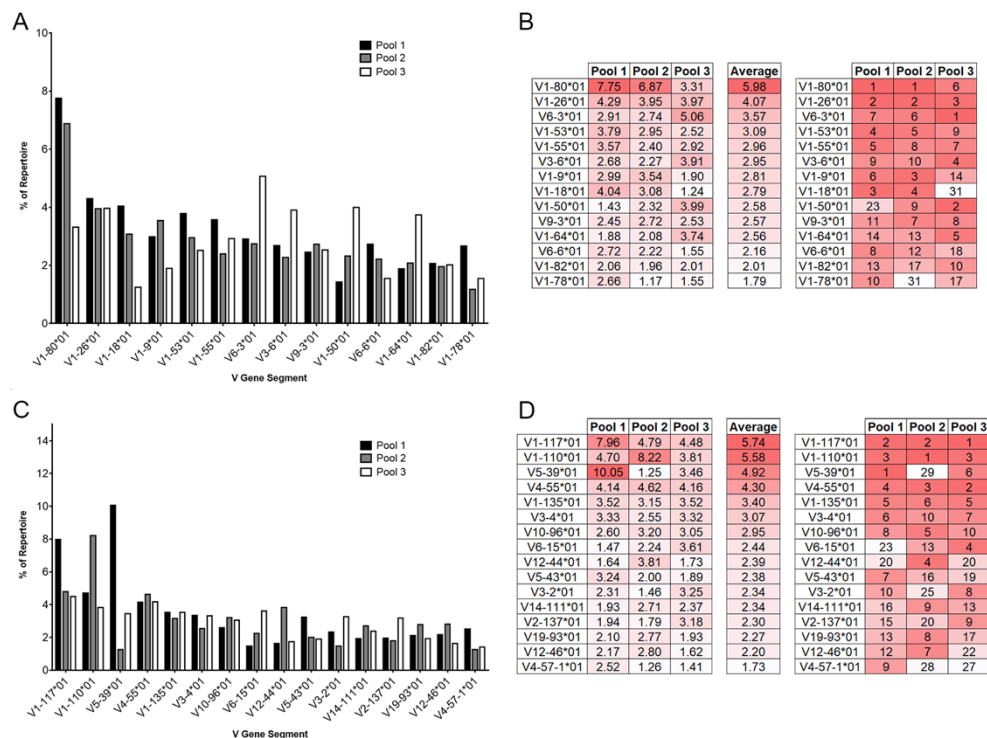 A
10
8
6
4
2
0
% of Repertoire
Pool 1
Pool 2
Pool 3
V1-80*01
V1-26*01
V1-18*01
V1-9*01
V1-53*01
V1-55*01
V6-3*01
V3-6*01
V9-3*01
V1-50*01
V6-6*01
V1-64*01
V1-82*01
V1-78*01
V Gene Segment
B
Pool 1 Pool 2 Pool 3 Average Pool 1 Pool 2 Pool 3
V1-80*01 7.75 6.87 3.31 5.98 V1-80*01 1 1 6
V1-26*01 4.29 3.95 3.97 4.07 V1-26*01 2 2 3
V6-3*01 2.91 2.74 5.06 3.57 V6-3*01 7 6 1
V1-53*01 3.79 2.95 2.52 3.09 V1-53*01 4 5 9
V1-55*01 3.57 2.40 2.92 2.96 V1-55*01 5 8 7
V3-6*01 2.68 2.27 3.91 2.95 V3-6*01 9 10 4
V1-9*01 2.99 3.54 1.90 2.81 V1-9*01 6 3 14
V1-18*01 4.04 3.08 1.24 2.79 V1-18*01 3 4 31
V1-50*01 1.43 2.32 3.99 2.58 V1-50*01 23 9 2
V9-3*01 2.45 2.72 2.53 2.57 V9-3*01 11 7 8
V1-64*01 1.88 2.08 3.74 2.56 V1-64*01 14 13 5
V6-6*01 2.72 2.22 1.55 2.16 V6-6*01 8 12 18
V1-82*01 2.06 1.96 2.01 2.01 V1-82*01 13 17 10
V1-78*01 2.66 1.17 1.55 1.79 V1-78*01 10 31 17
C
14
12
10
8
6
4
2
0
% of Repertoire
Pool 1
Pool 2
Pool 3
V1-117*01
V1-110*01
V5-39*01
V4-55*01
V1-135*01
V3-4*01
V10-96*01
V6-15*01
V12-44*01
V5-43*01
V3-2*01
V14-111*01
V2-137*01
V19-93*01
V12-46*01
V4-57-1*01
V Gene Segment
D
Pool 1 Pool 2 Pool 3 Average Pool 1 Pool 2 Pool 3
V1-117*01 7.96 4.79 4.48 5.74 V1-117*01 2 2 1
V1-110*01 4.70 8.22 3.81 5.58 V1-110*01 3 1 3
V5-39*01 10.05 1.25 3.46 4.92 V5-39*01 1 29 6
V4-55*01 4.14 4.62 4.16 4.30 V4-55*01 4 3 2
V1-135*01 3.52 3.15 3.52 3.40 V1-135*01 5 6 5
V3-4*01 3.33 2.55 3.32 3.07 V3-4*01 6 10 7
V10-96*01 2.60 3.20 3.05 2.95 V10-96*01 8 5 10
V6-15*01 1.47 2.24 3.61 2.44 V6-15*01 23 13 4
V12-44*01 1.64 3.81 1.73 2.39 V12-44*01 20 4 20
V5-43*01 3.24 2.00 1.89 2.38 V5-43*01 7 16 19
V3-2*01 2.31 1.46 3.25 2.34 V3-2*01 10 25 8
V14-111*01 1.93 2.71 2.37 2.34 V14-111*01 16 9 13
V2-137*01 1.94 1.79 3.18 2.30 V2-137*01 15 20 9
V19-93*01 2.10 2.77 1.93 2.27 V19-93*01 13 8 17
V12-46*01 2.17 2.80 1.62 2.20 V12-46*01 12 7 22
V4-57-1*01 2.52 1.26 1.41 1.73 V4-57-1*01 9 28 27